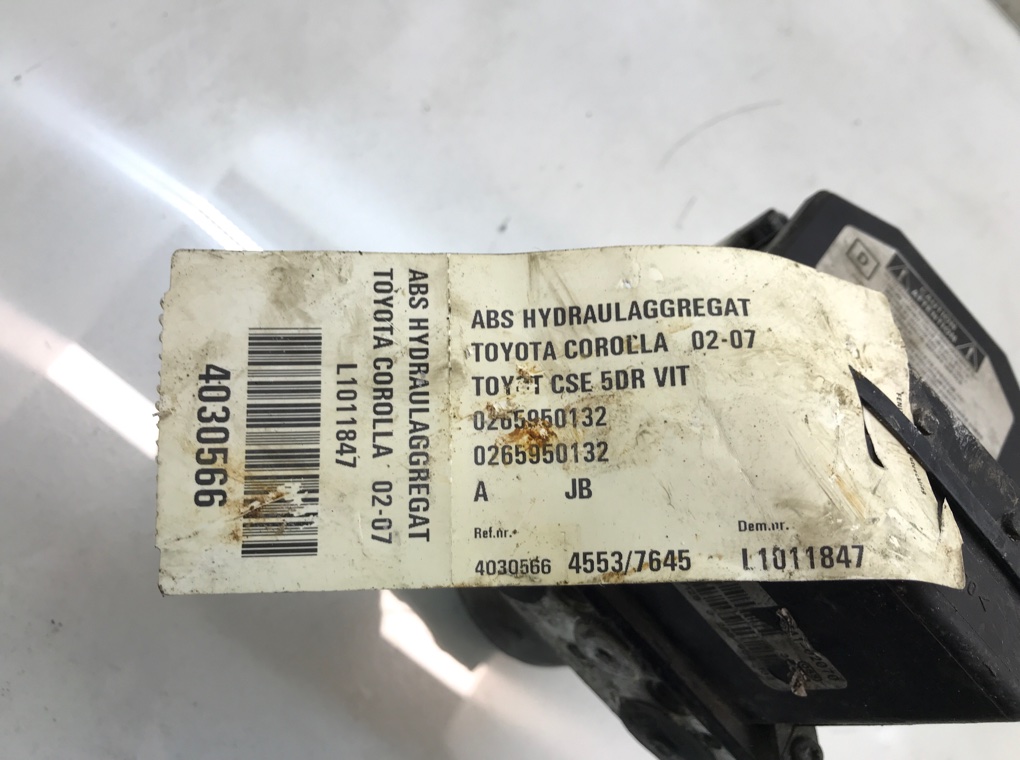 4030566
L1011847
TOYOTA COROLLA 02-07
ABS HYDRAULAGGREGAT
ABS HYDRAULAGGREGAT
TOYOTA COROLLA 02-07
CSE 5DR VIT
0265950132
0265950132
A JB
Ref.nr.
Dem.nr.
4030566 4553/7645 L1011847
D